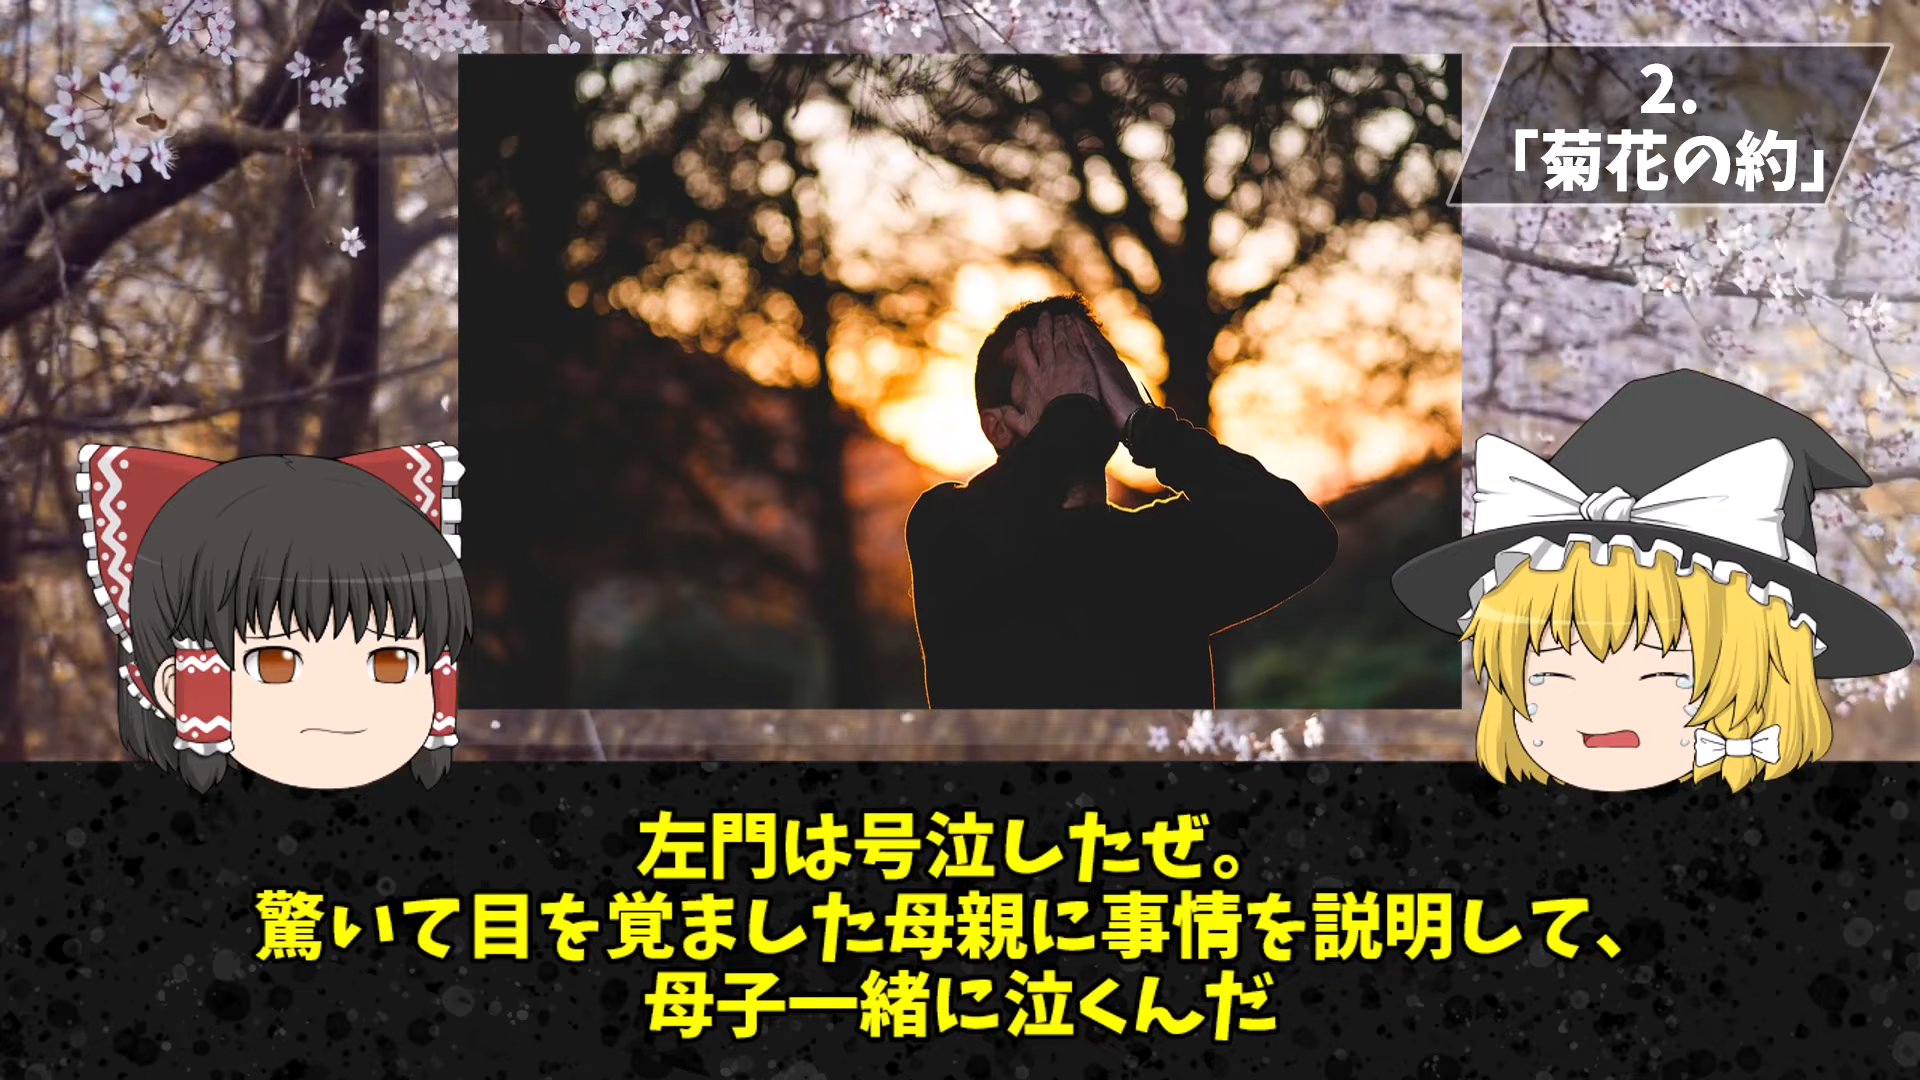 2.
「菊花の約」
左門は号泣したぜ。
驚いて目を覚ました母親に事情を説明して、
母子一緒に泣くんだ